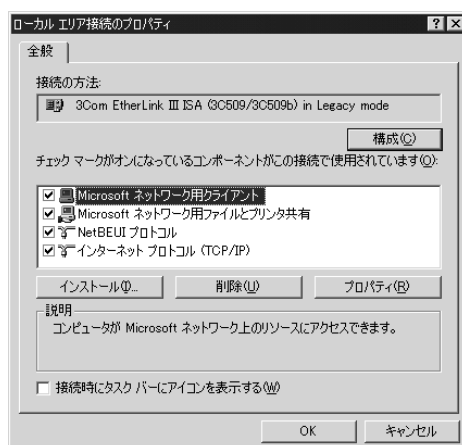 ローカル エリア接続のプロパティ
全般
接続の方法:
3Com EtherLink III ISA (3C509/3C509b) in Legacy mode
構成(C)
チェック マークがオンになっているコンポーネントがこの接続で使用されています(O):
Microsoft ネットワーク用クライアント
Microsoft ネットワーク用ファイルとプリンタ共有
NetBEUI プロトコル
インターネット プロトコル (TCP/IP)
インストール(I)... 削除(U) プロパティ(R)
説明
コンピュータが Microsoft ネットワーク上のリソースにアクセスできます。
接続時にタスク バーにアイコンを表示する(W)
OK キャンセル